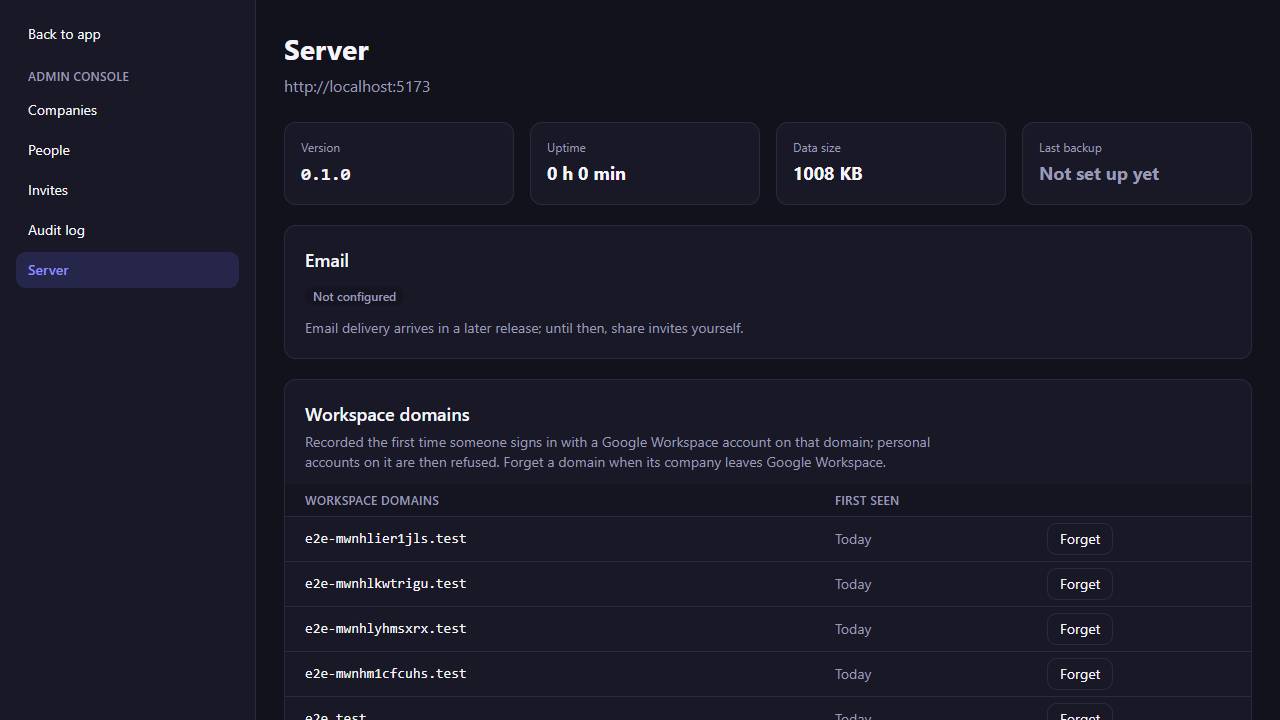 Back to app
ADMIN CONSOLE
Companies
People
Invites
Audit log
Server
Server
http://localhost:5173
Version
0.1.0
Uptime
0 h 0 min
Data size
1008 KB
Last backup
Not set up yet
Email
Not configured
Email delivery arrives in a later release; until then, share invites yourself.
Workspace domains
Recorded the first time someone signs in with a Google Workspace account on that domain; personal
accounts on it are then refused. Forget a domain when its company leaves Google Workspace.
WORKSPACE DOMAINS FIRST SEEN
e2e-mwnhlier1jls.test Today Forget
e2e-mwnhlkwtrigu.test Today Forget
e2e-mwnhlyhmsxrx.test Today Forget
e2e-mwnhm1cfcuhs.test Today Forget
e2e.test Today Forget